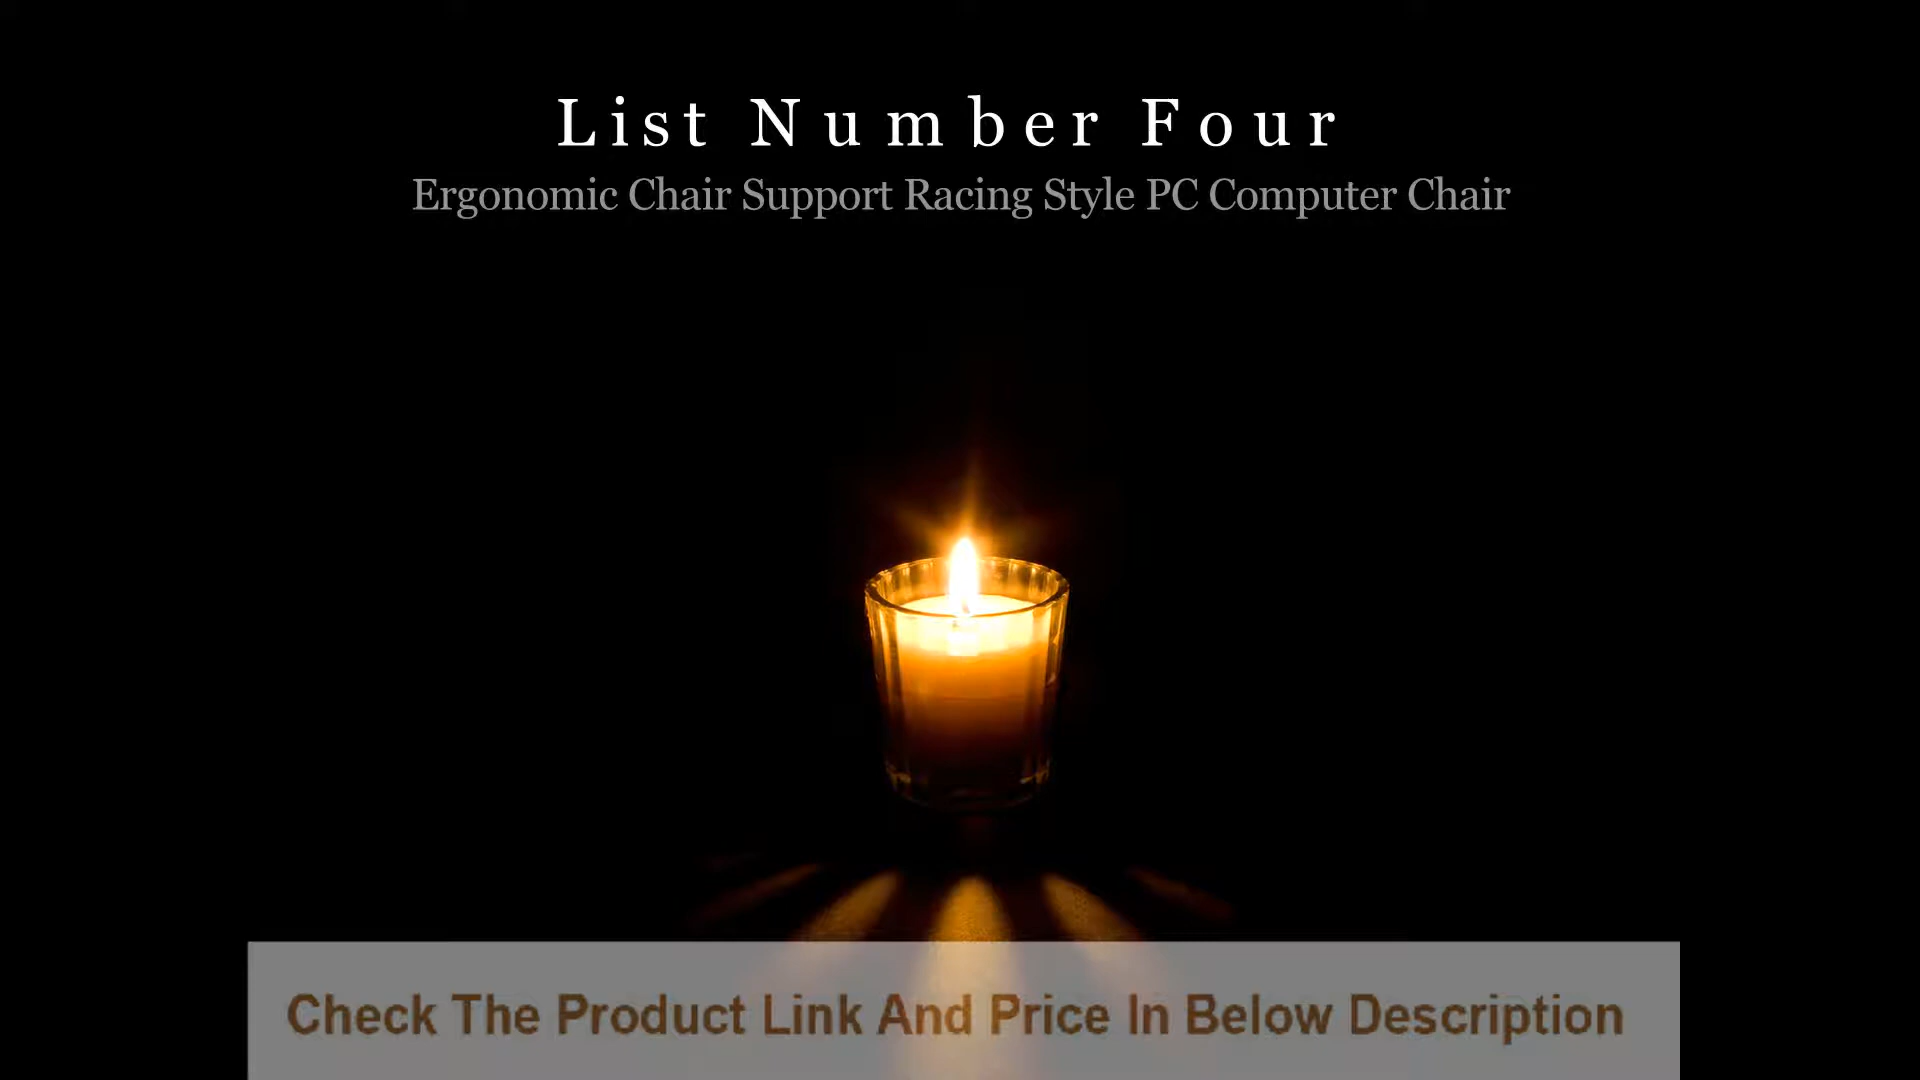 List Number Four
Ergonomic Chair Support Racing Style PC Computer Chair
Check The Product Link And Price In Below Description